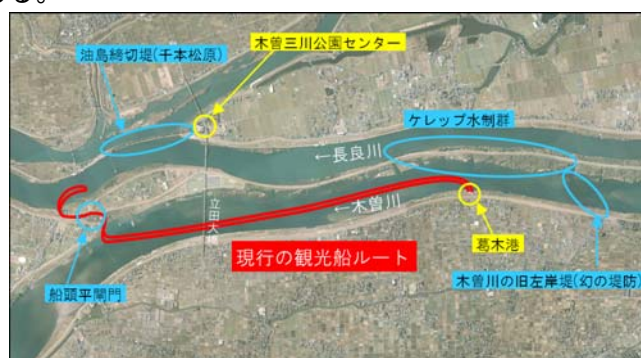 る。
木曽三川公園センター
油島締切堤(千本松原)
ケレップ水制群
←長良川
←木曽川
立田大橋
葛木港
現行の観光船ルート
船頭平閘門
木曽川の旧左岸堤(幻の堤防)